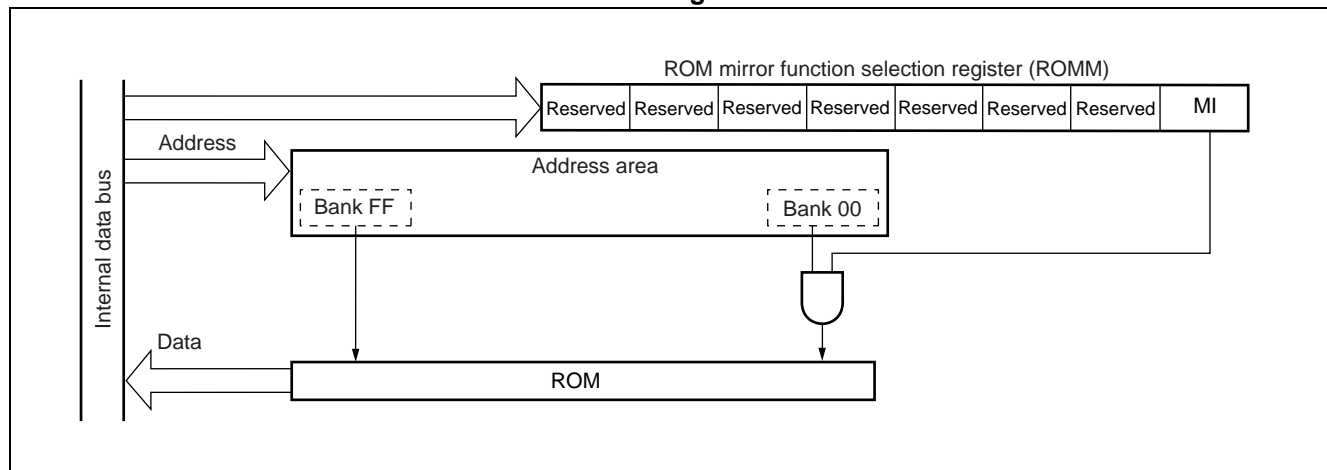 ROM mirror function selection register (ROMM)
Reserved Reserved Reserved Reserved Reserved Reserved Reserved MI
Address
Address area
Bank FF Bank 00
Internal data bus
Data
ROM